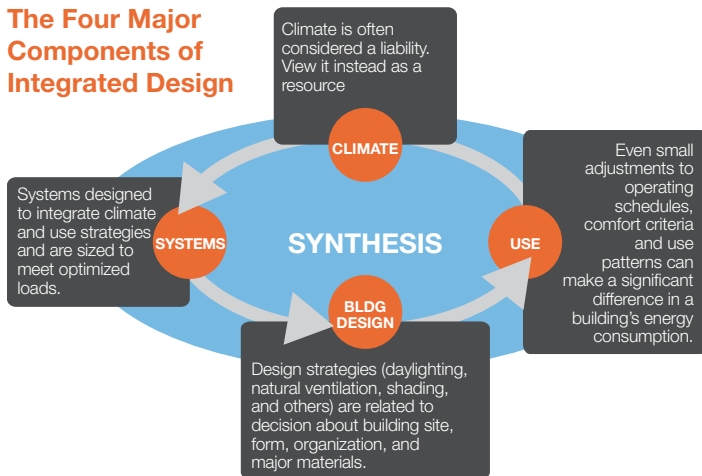 The Four Major
Components of
Integrated Design
Climate is often
considered a liability.
View it instead as a
resource
CLIMATE
Systems designed
to integrate climate
and use strategies
and are sized to
meet optimized
loads.
SYSTEMS
SYNTHESIS
USE
Even small
adjustments to
operating
schedules,
comfort criteria
and use
patterns can
make a significant
difference in a
building’s energy
consumption.
BLDG
DESIGN
Design strategies (daylighting,
natural ventilation, shading,
and others) are related to
decision about building site,
form, organization, and
major materials.